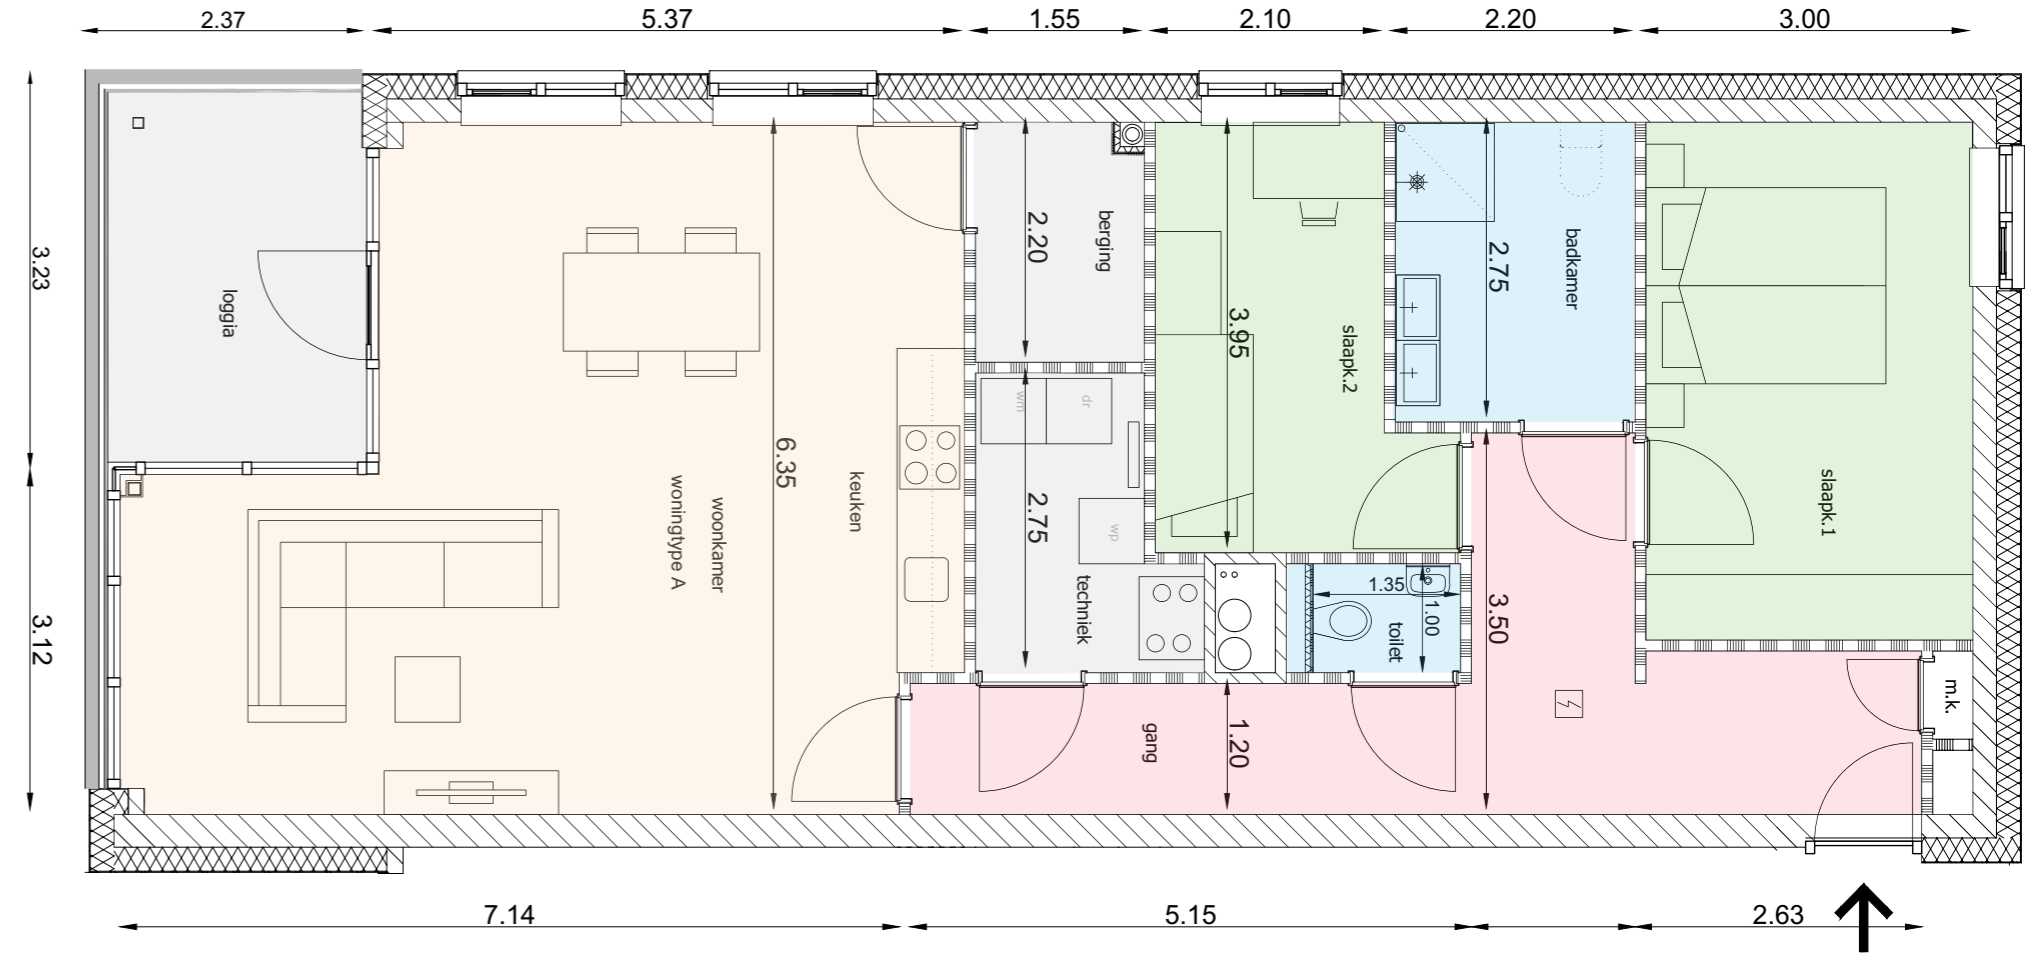 2.37
5.37
1.55
2.10
2.20
3.00
3.23
3.12
loggia
woonkamer
woningtype A
6.35
keuken
2.20
berging
wm
dr
2.75
wp
techniek
3.95
slaapk.2
2.75
badkamer
slaapk.1
1.35
1.00
toilet
3.50
gang
1.20
m.k.
7.14
5.15
2.63